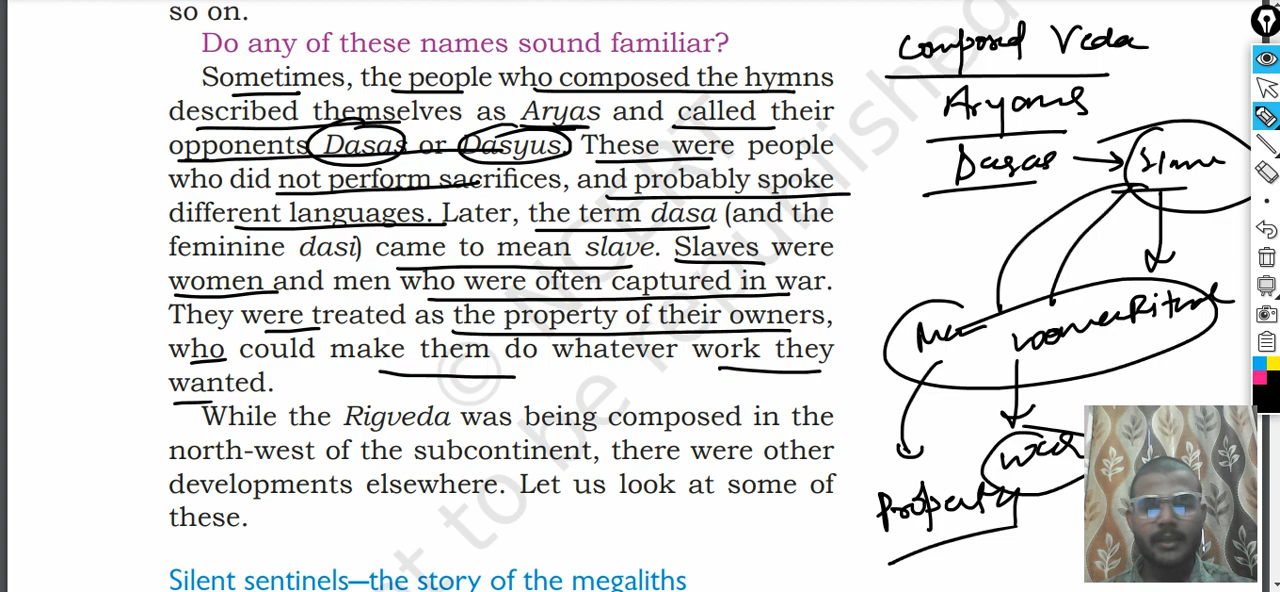 so on.
Do any of these names sound familiar?
Sometimes, the people who composed the hymns
described themselves as Aryas and called their
opponents Dasas or Dasyus. These were people
who did not perform sacrifices, and probably spoke
different languages. Later, the term dasa (and the
feminine dasi) came to mean slave. Slaves were
women and men who were often captured in war.
They were treated as the property of their owners,
who could make them do whatever work they
wanted.
While the Rigveda was being composed in the
north-west of the subcontinent, there were other
developments elsewhere. Let us look at some of
these.
Silent sentinels—the story of the megaliths
© NCERT
not to be republished
Composed Veda
Dasas
Property